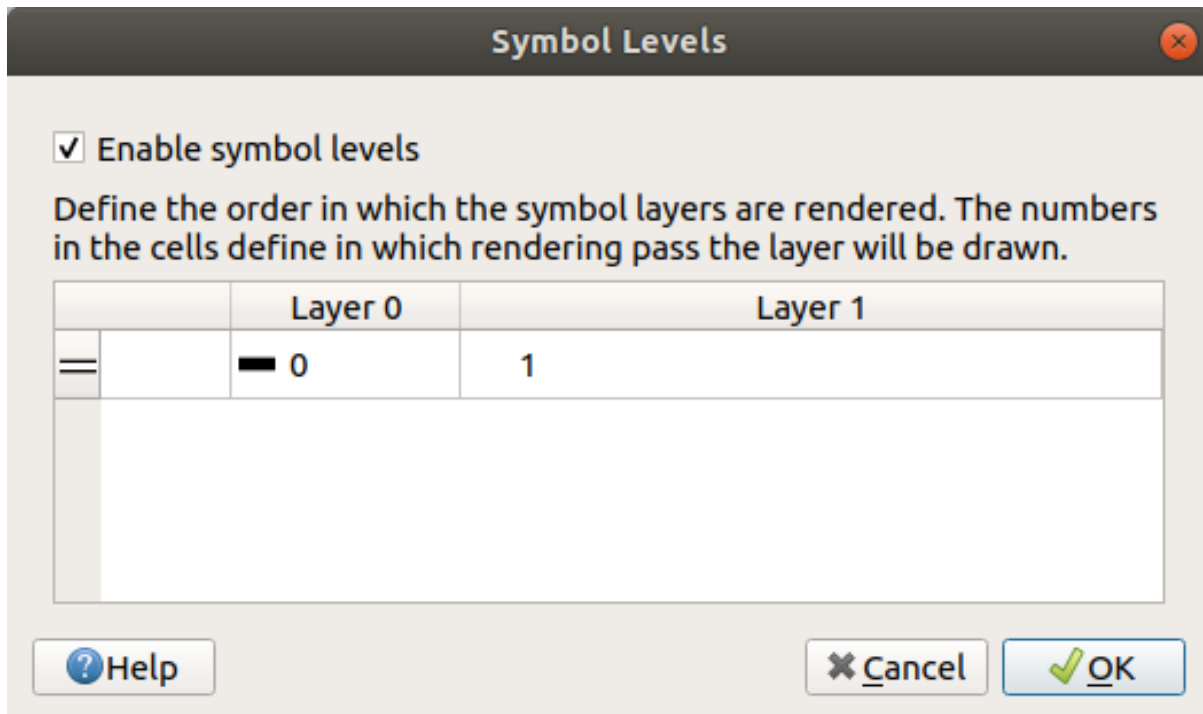 Symbol Levels
Enable symbol levels
Define the order in which the symbol layers are rendered. The numbers
in the cells define in which rendering pass the layer will be drawn.
Layer 0 Layer 1
0 1
Help Cancel OK